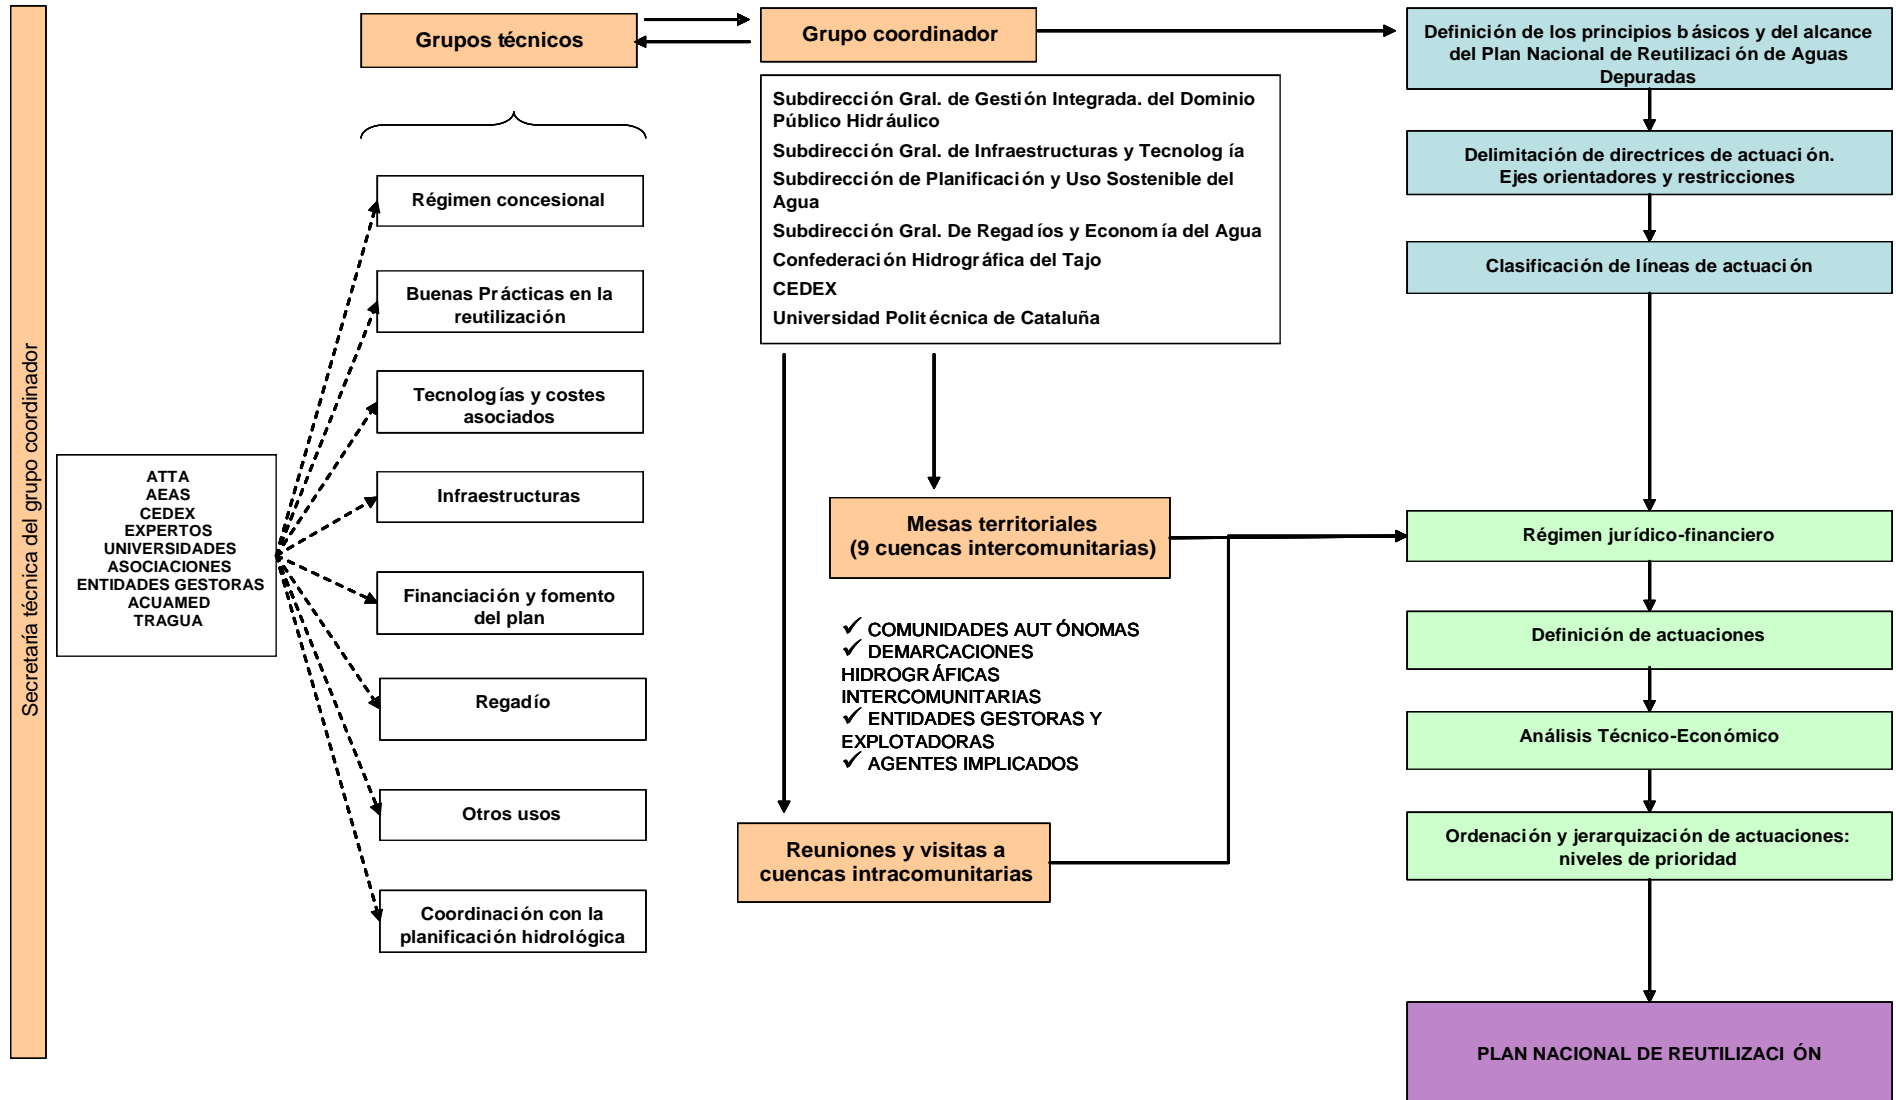 Secretaría técnica del grupo coordinador
Grupos técnicos
Grupo coordinador
Definición de los principios básicos y del alcance
del Plan Nacional de Reutilización de Aguas
Depuradas
Subdirección Gral. de Gestión Integrada. del Dominio
Público Hidráulico
Subdirección Gral. de Infraestructuras y Tecnología
Subdirección de Planificación y Uso Sostenible del
Agua
Subdirección Gral. De Regadíos y Economía del Agua
Confederación Hidrográfica del Tajo
CEDEX
Universidad Politécnica de Cataluña
Delimitación de directrices de actuación.
Ejes orientadores y restricciones
Clasificación de líneas de actuación
ATTA
AEAS
CEDEX
EXPERTOS
UNIVERSIDADES
ASOCIACIONES
ENTIDADES GESTORAS
ACUAMED
TRAGUA
Régimen concesional
Buenas Prácticas en la
reutilización
Tecnologías y costes
asociados
Infraestructuras
Financiación y fomento
del plan
Regadío
Otros usos
Coordinación con la
planificación hidrológica
Mesas territoriales
(9 cuencas intercomunitarias)
✓ COMUNIDADES AUTÓNOMAS
✓ DEMARCACIONES
HIDROGRÁFICAS
INTERCOMUNITARIAS
✓ ENTIDADES GESTORAS Y
EXPLOTADORAS
✓ AGENTES IMPLICADOS
Reuniones y visitas a
cuencas intracomunitarias
Régimen jurídico-financiero
Definición de actuaciones
Análisis Técnico-Económico
Ordenación y jerarquización de actuaciones:
niveles de prioridad
PLAN NACIONAL DE REUTILIZACIÓN